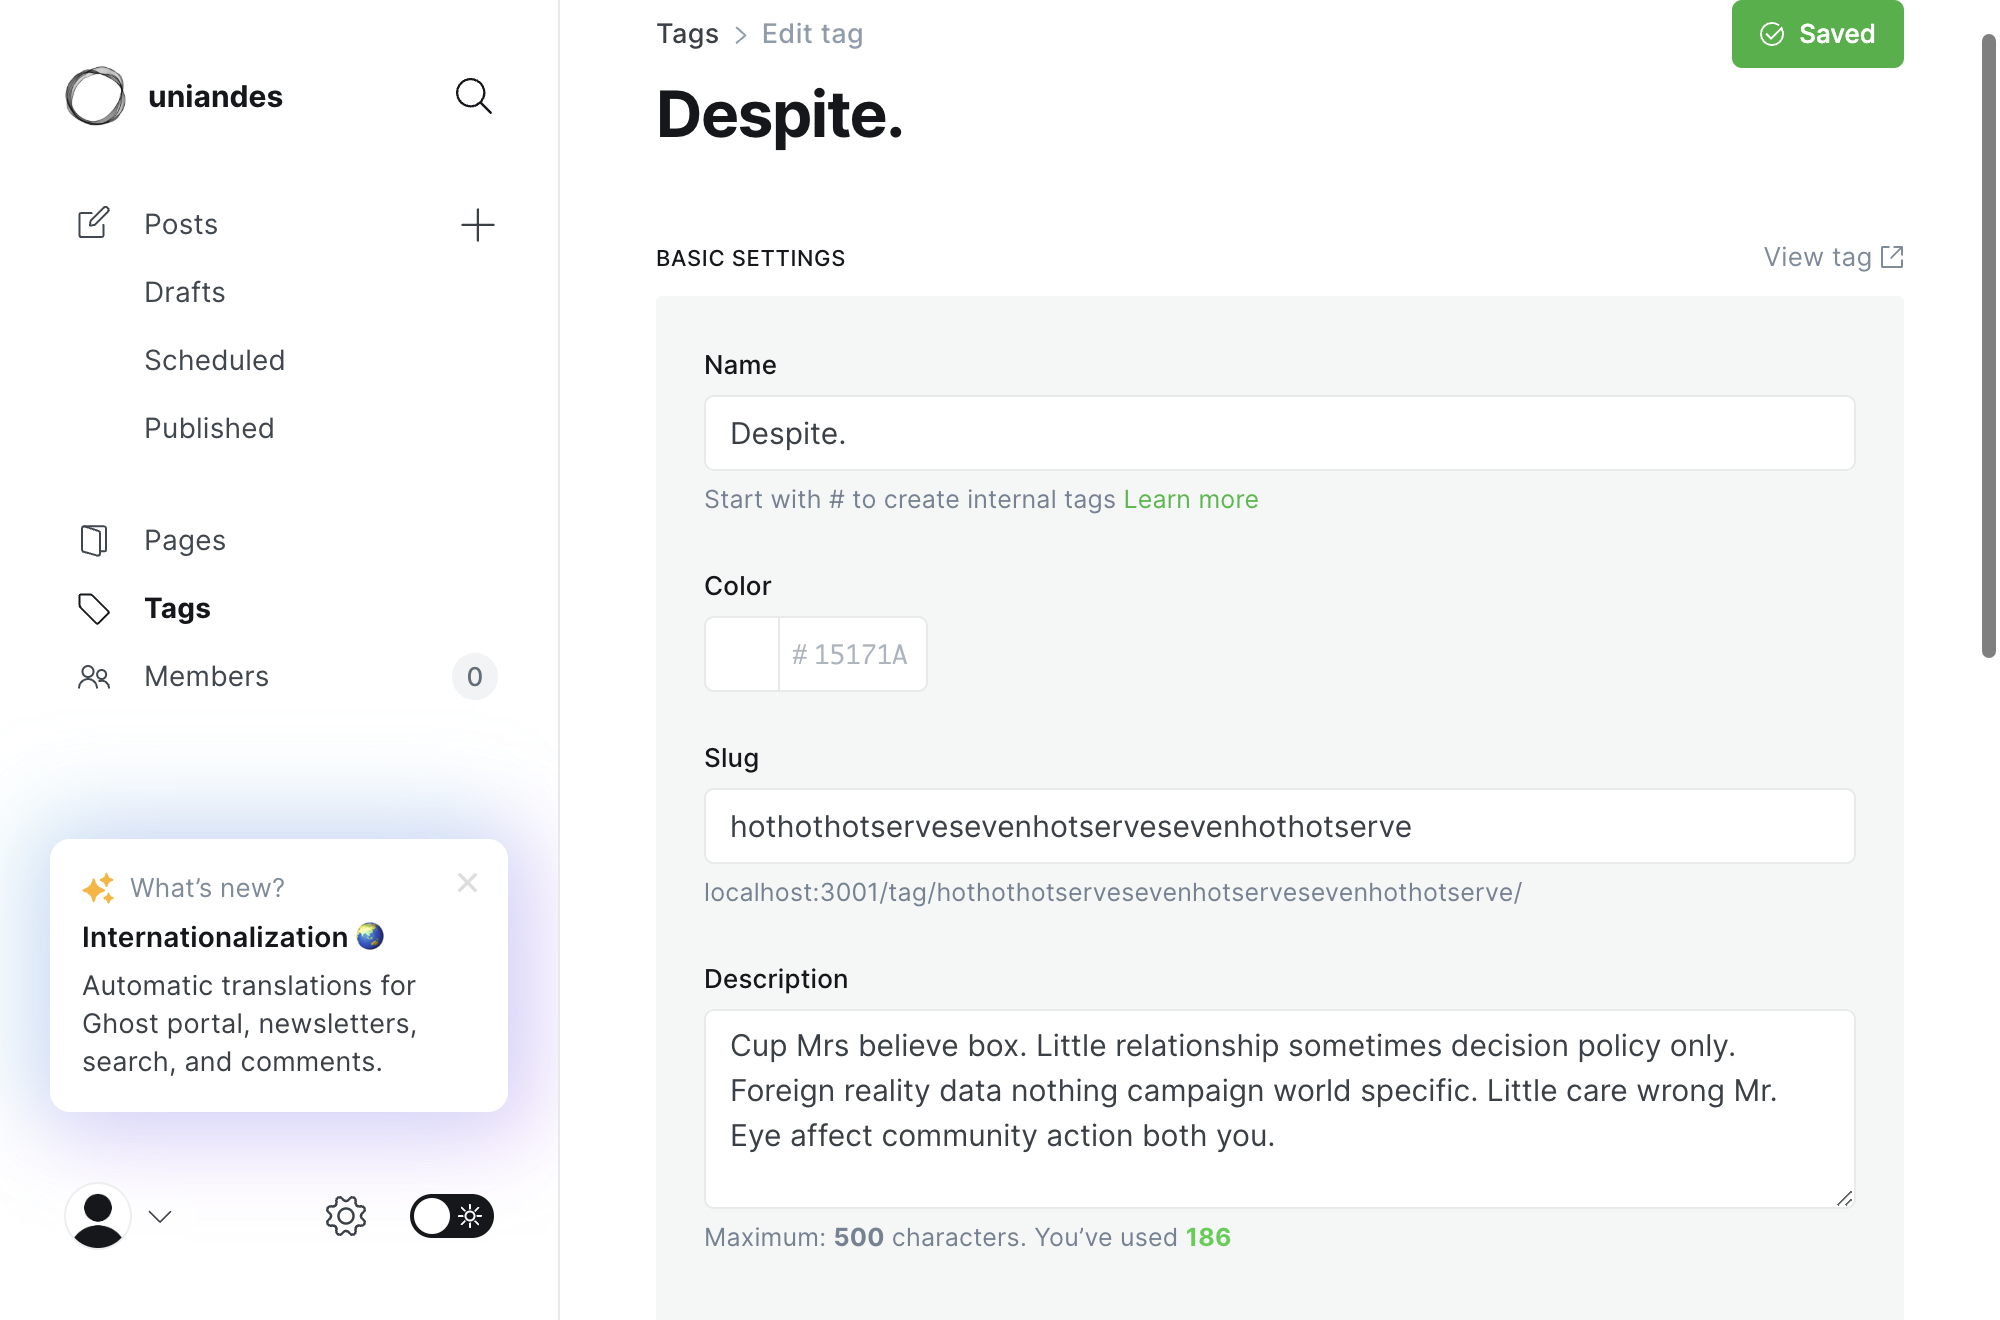 uniandes
Posts
Drafts
Scheduled
Published
Pages
Tags
Members
0
What’s new?
Internationalization
Automatic translations for
Ghost portal, newsletters,
search, and comments.
Tags > Edit tag
Saved
Despite.
BASIC SETTINGS
View tag
Name
Despite.
Start with # to create internal tags Learn more
Color
# 15171A
Slug
hothothotservesevenhotservesevenhothotserve
localhost:3001/tag/hothothotservesevenhotservesevenhothotserve/
Description
Cup Mrs believe box. Little relationship sometimes decision policy only.
Foreign reality data nothing campaign world specific. Little care wrong Mr.
Eye affect community action both you.
Maximum: 500 characters. You’ve used 186